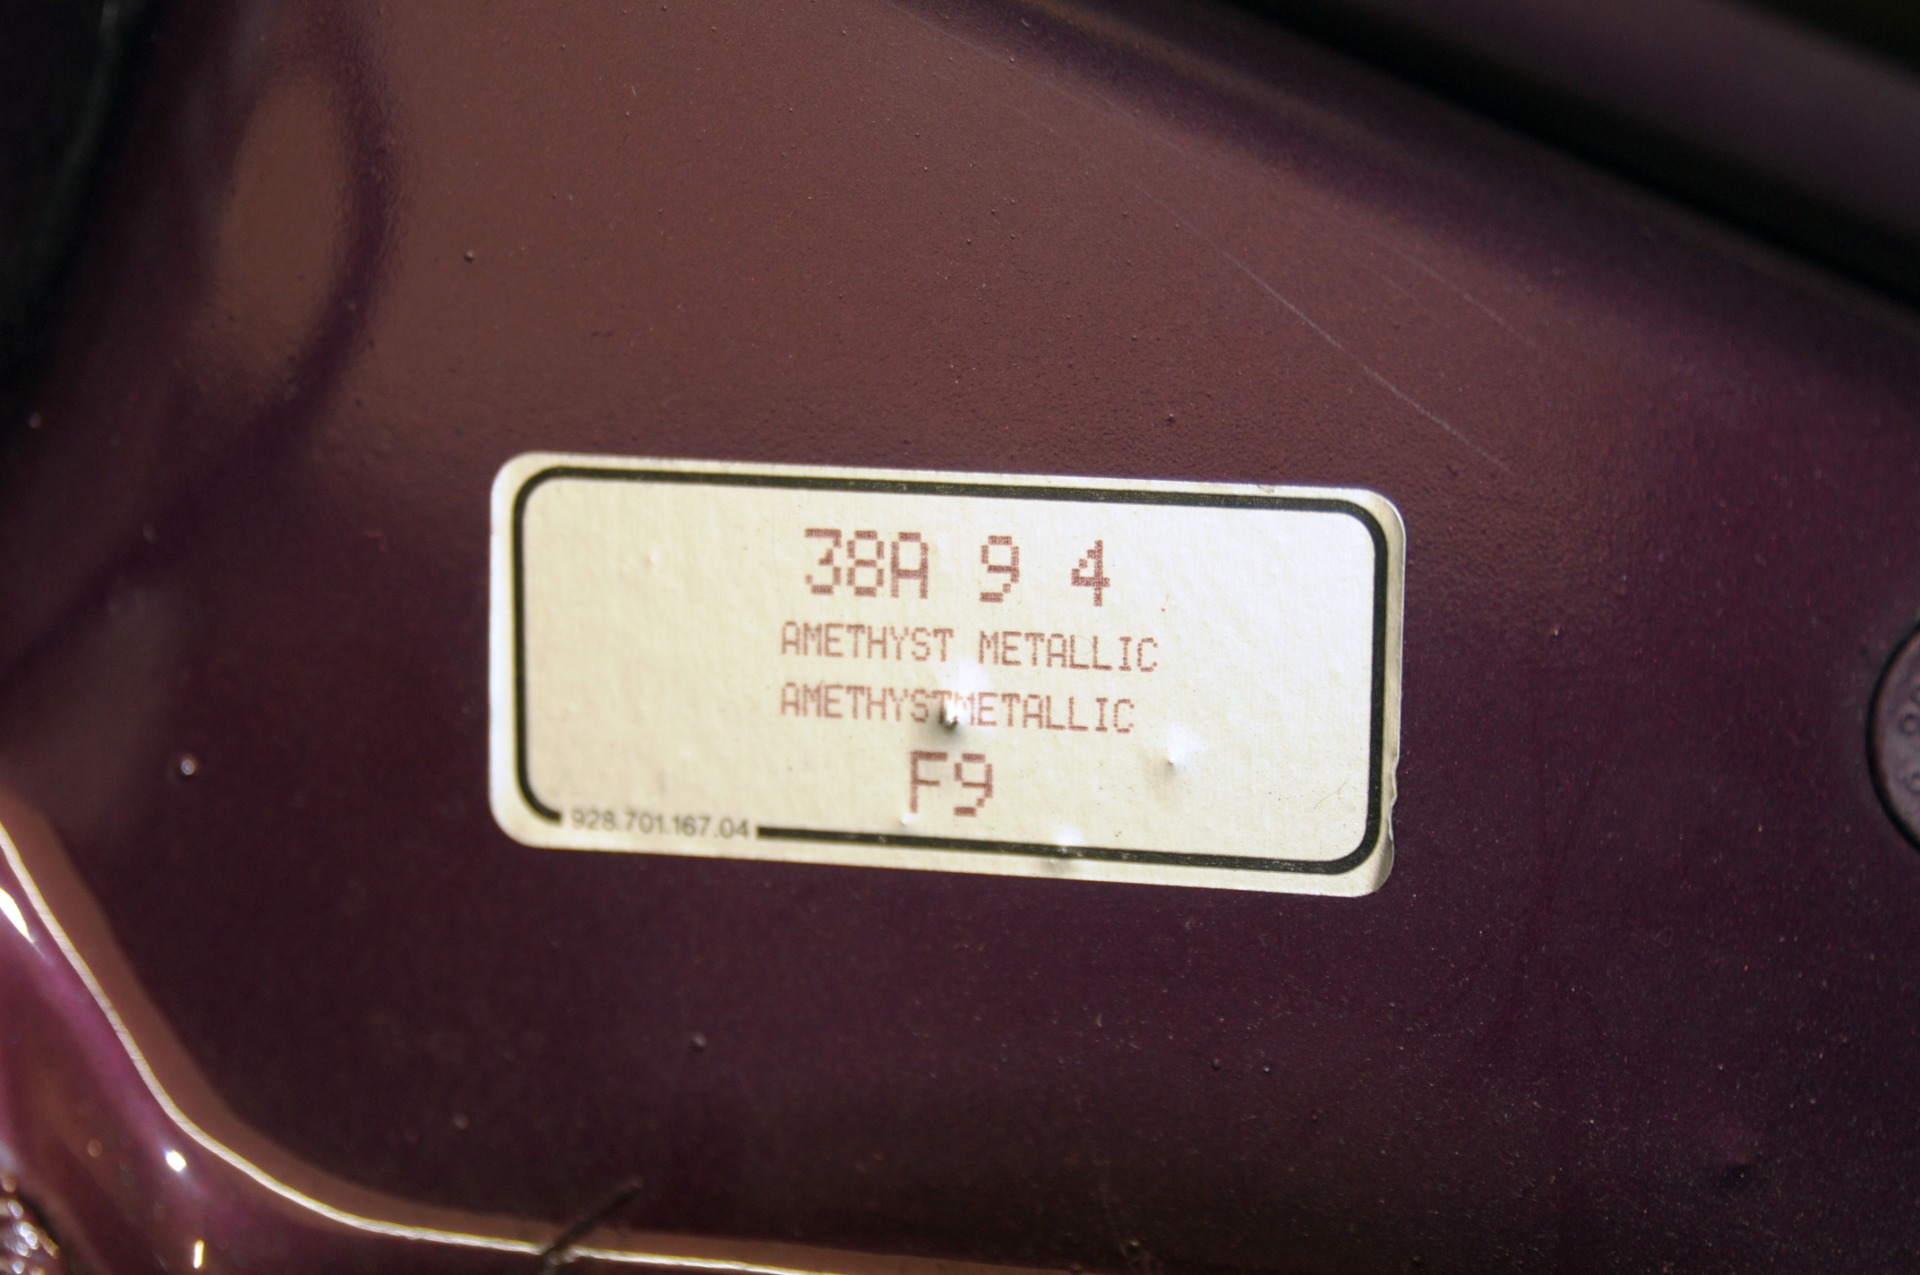 38A 9 4
AMETHYST METALLIC
AMETHYSTMETALLIC
F9
928.701.167.04